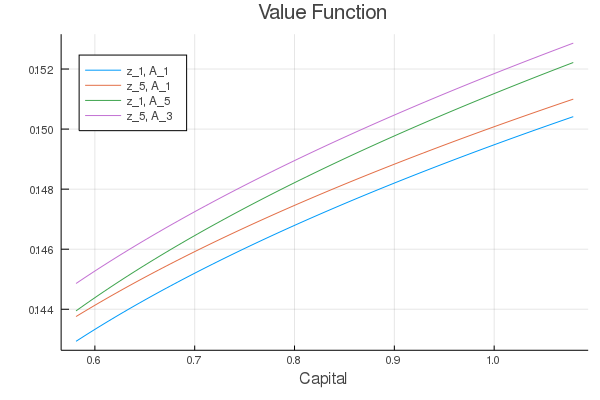 Value Function
z_1, A_1
z_5, A_1
z_1, A_5
z_5, A_3
0.152
0.150
0.148
0.146
0.144
0.6 0.7 0.8 0.9 1.0
Capital